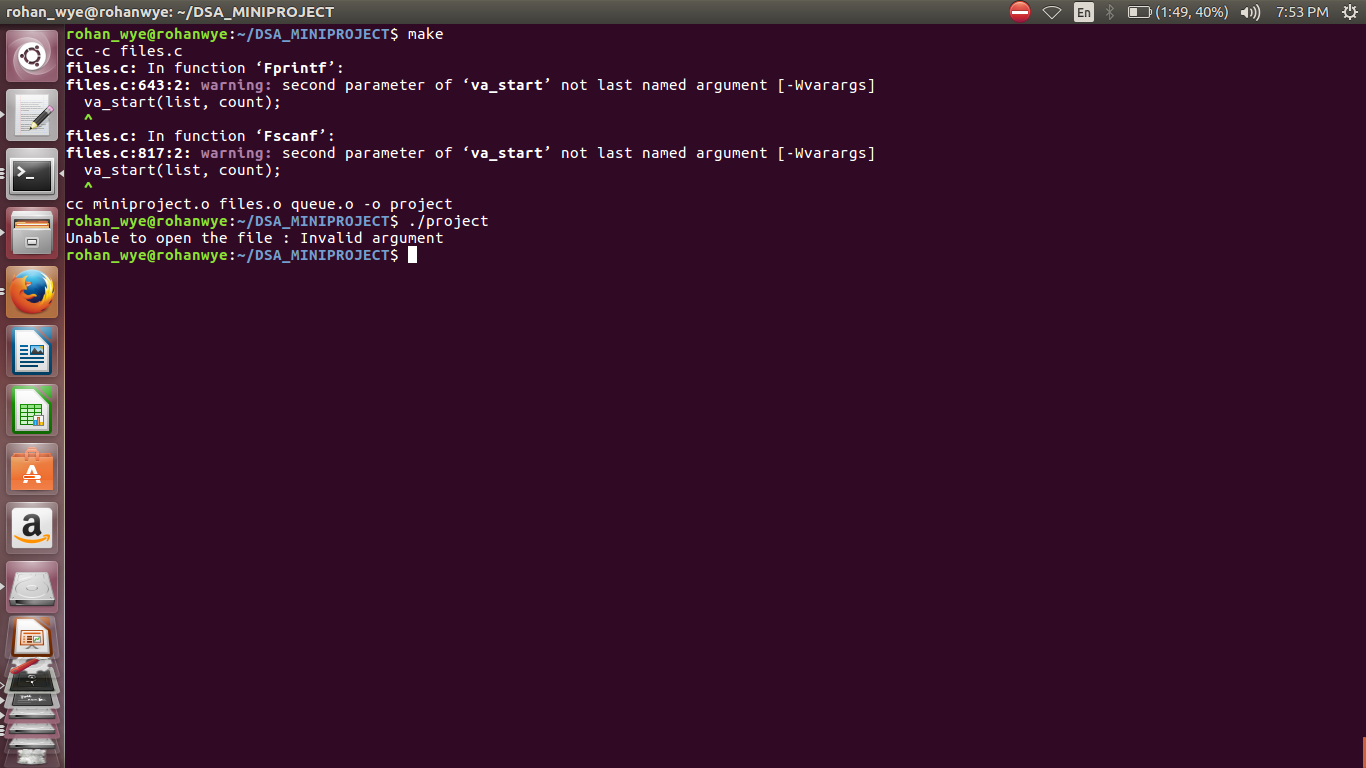 rohan_wye@rohanwye: ~/DSA_MINIPROJECT En (1:49, 40%) 7:53 PM
rohan_wye@rohanwye:~/DSA_MINIPROJECT$ make
cc -c files.c
files.c: In function ‘Fprintf’:
files.c:643:2: warning: second parameter of ‘va_start’ not last named argument [-Wvarargs]
  va_start(list, count);
  ^
files.c: In function ‘Fscanf’:
files.c:817:2: warning: second parameter of ‘va_start’ not last named argument [-Wvarargs]
  va_start(list, count);
  ^
cc miniproject.o files.o queue.o -o project
rohan_wye@rohanwye:~/DSA_MINIPROJECT$ ./project
Unable to open the file : Invalid argument
rohan_wye@rohanwye:~/DSA_MINIPROJECT$